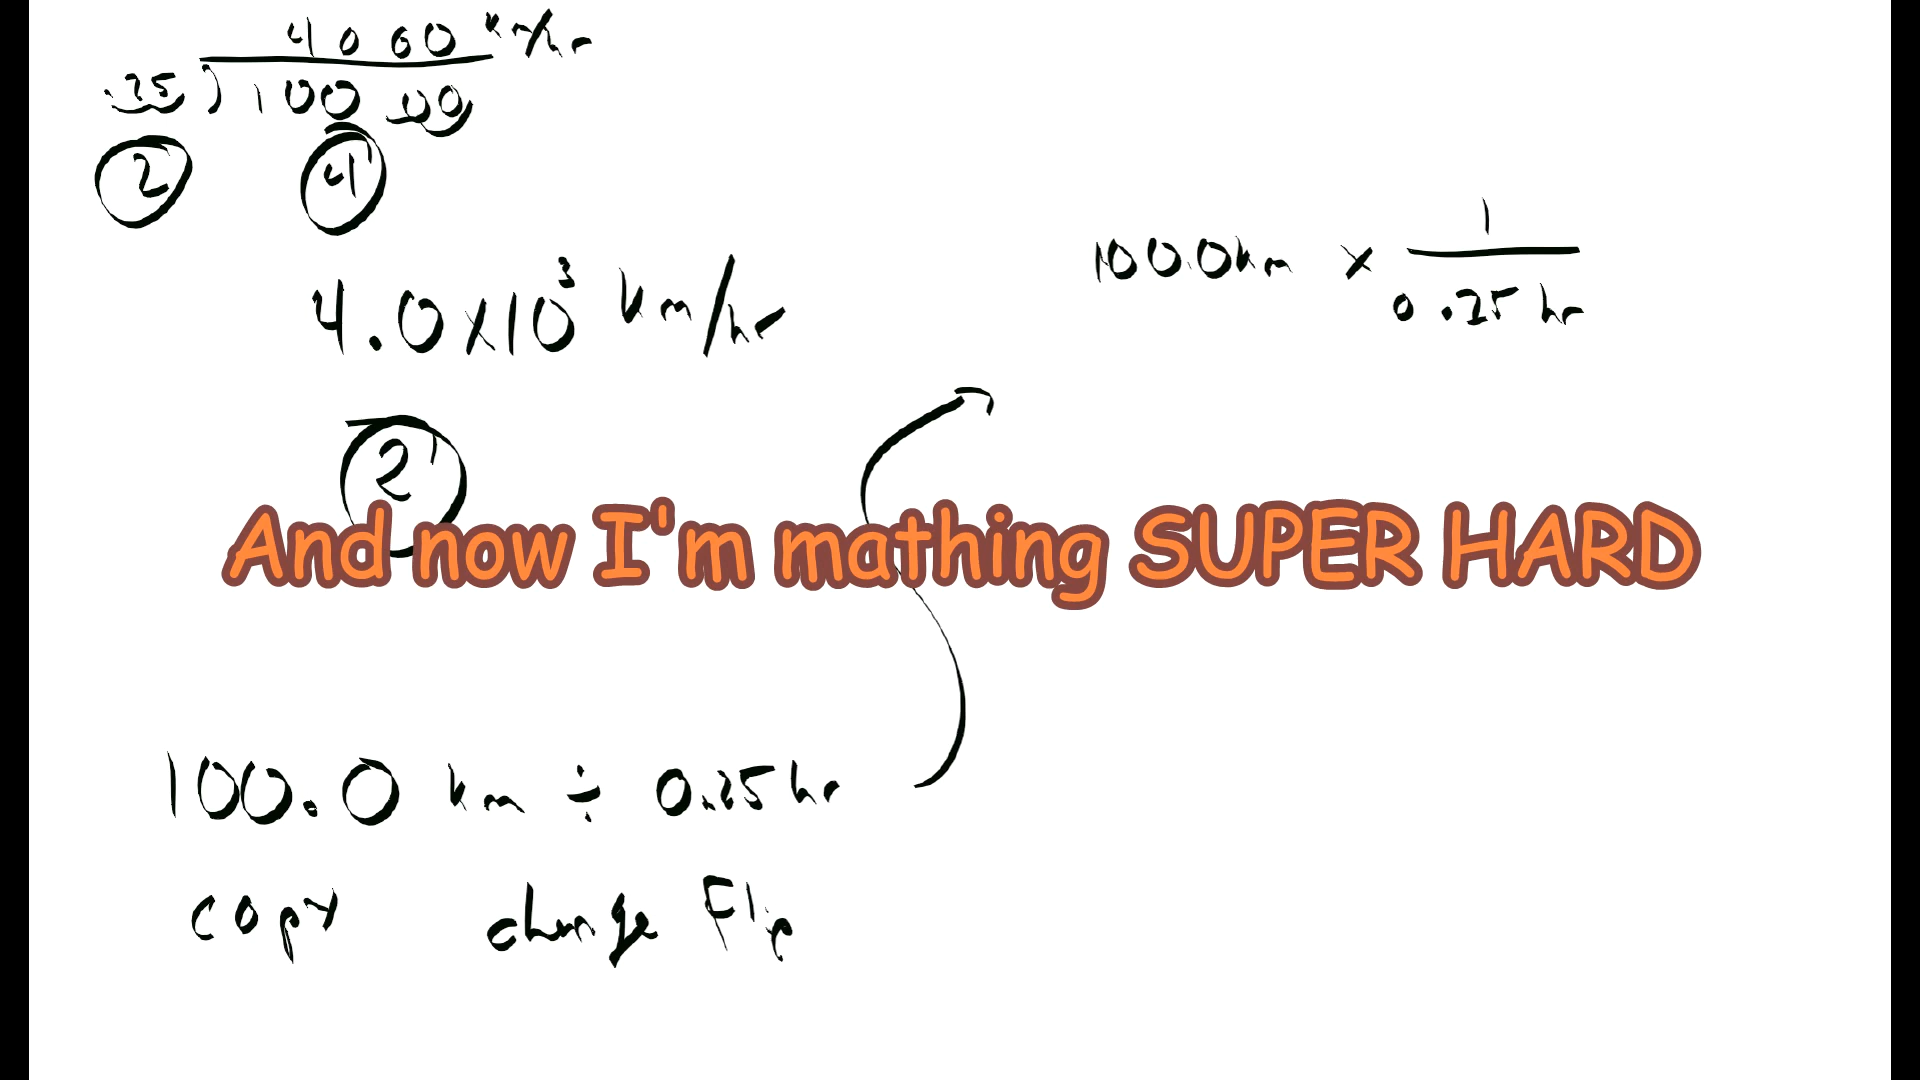 4000 km/hr
.25)100 00
2 4
100.0km x 1
0.25 hr
4.0x10³ km/hr
2
And now I'm mathing SUPER HARD
100.0 km ÷ 0.25 hr
copy change Flip